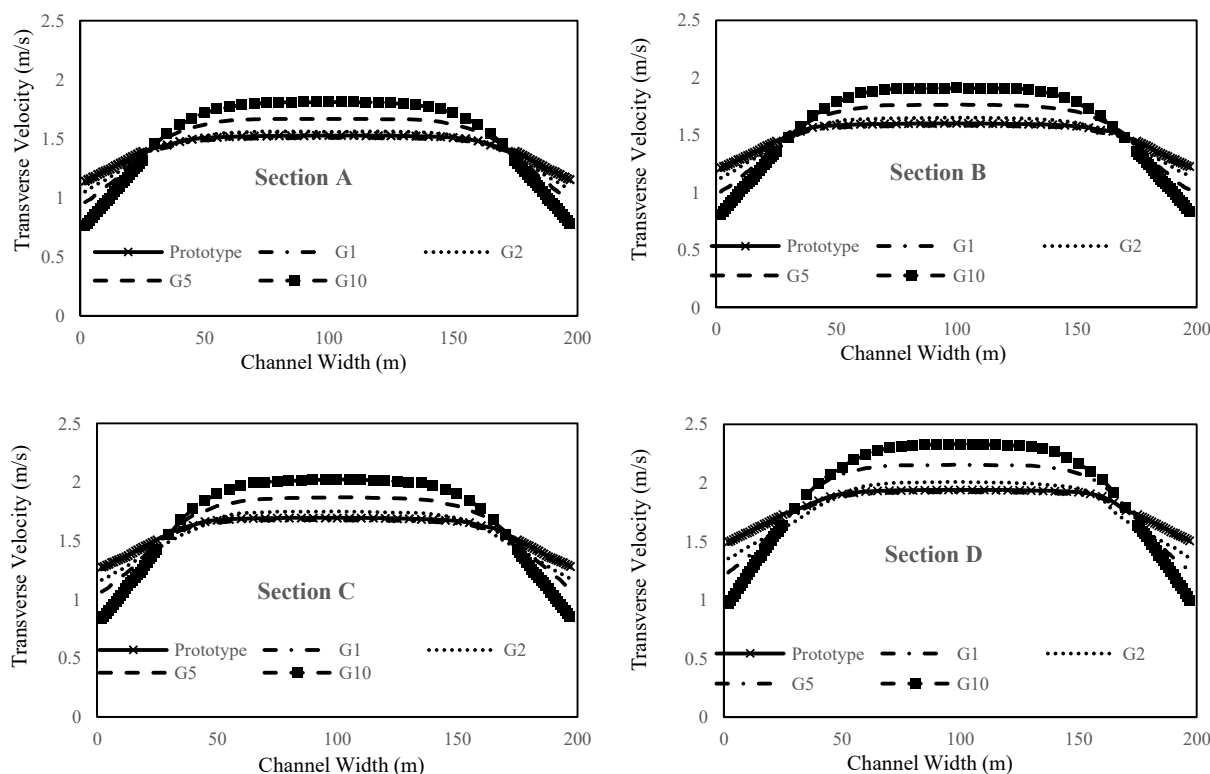 Transverse Velocity (m/s)
2.5
2
1.5
1
0.5
0
Section A
Prototype G1 G2
G5 G10
0 50 100 150 200
Channel Width (m)
Transverse Velocity (m/s)
2.5
2
1.5
1
0.5
0
Section B
Prototype G1 G2
G5 G10
0 50 100 150 200
Channel Width (m)
Transverse Velocity (m/s)
2.5
2
1.5
1
0.5
0
Section C
Prototype G1 G2
G5 G10
0 50 100 150 200
Channel Width (m)
Transverse Velocity (m/s)
2.5
2
1.5
1
0.5
0
Section D
Prototype G1 G2
G5 G10
0 50 100 150 200
Channel Width (m)